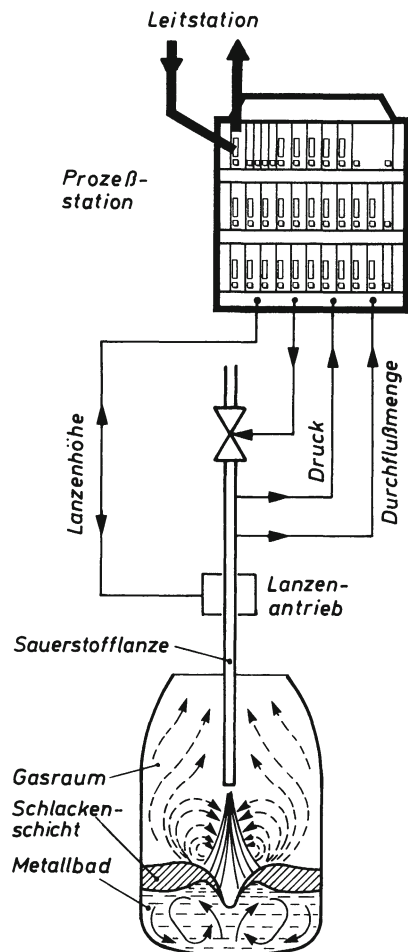 Leitstation
Prozeß-
station
Lanzenhöhe
Druck
Durchflußmenge
Lanzen-
antrieb
Sauerstofflanze
Gasraum
Schlacken-
schicht
Metallbad